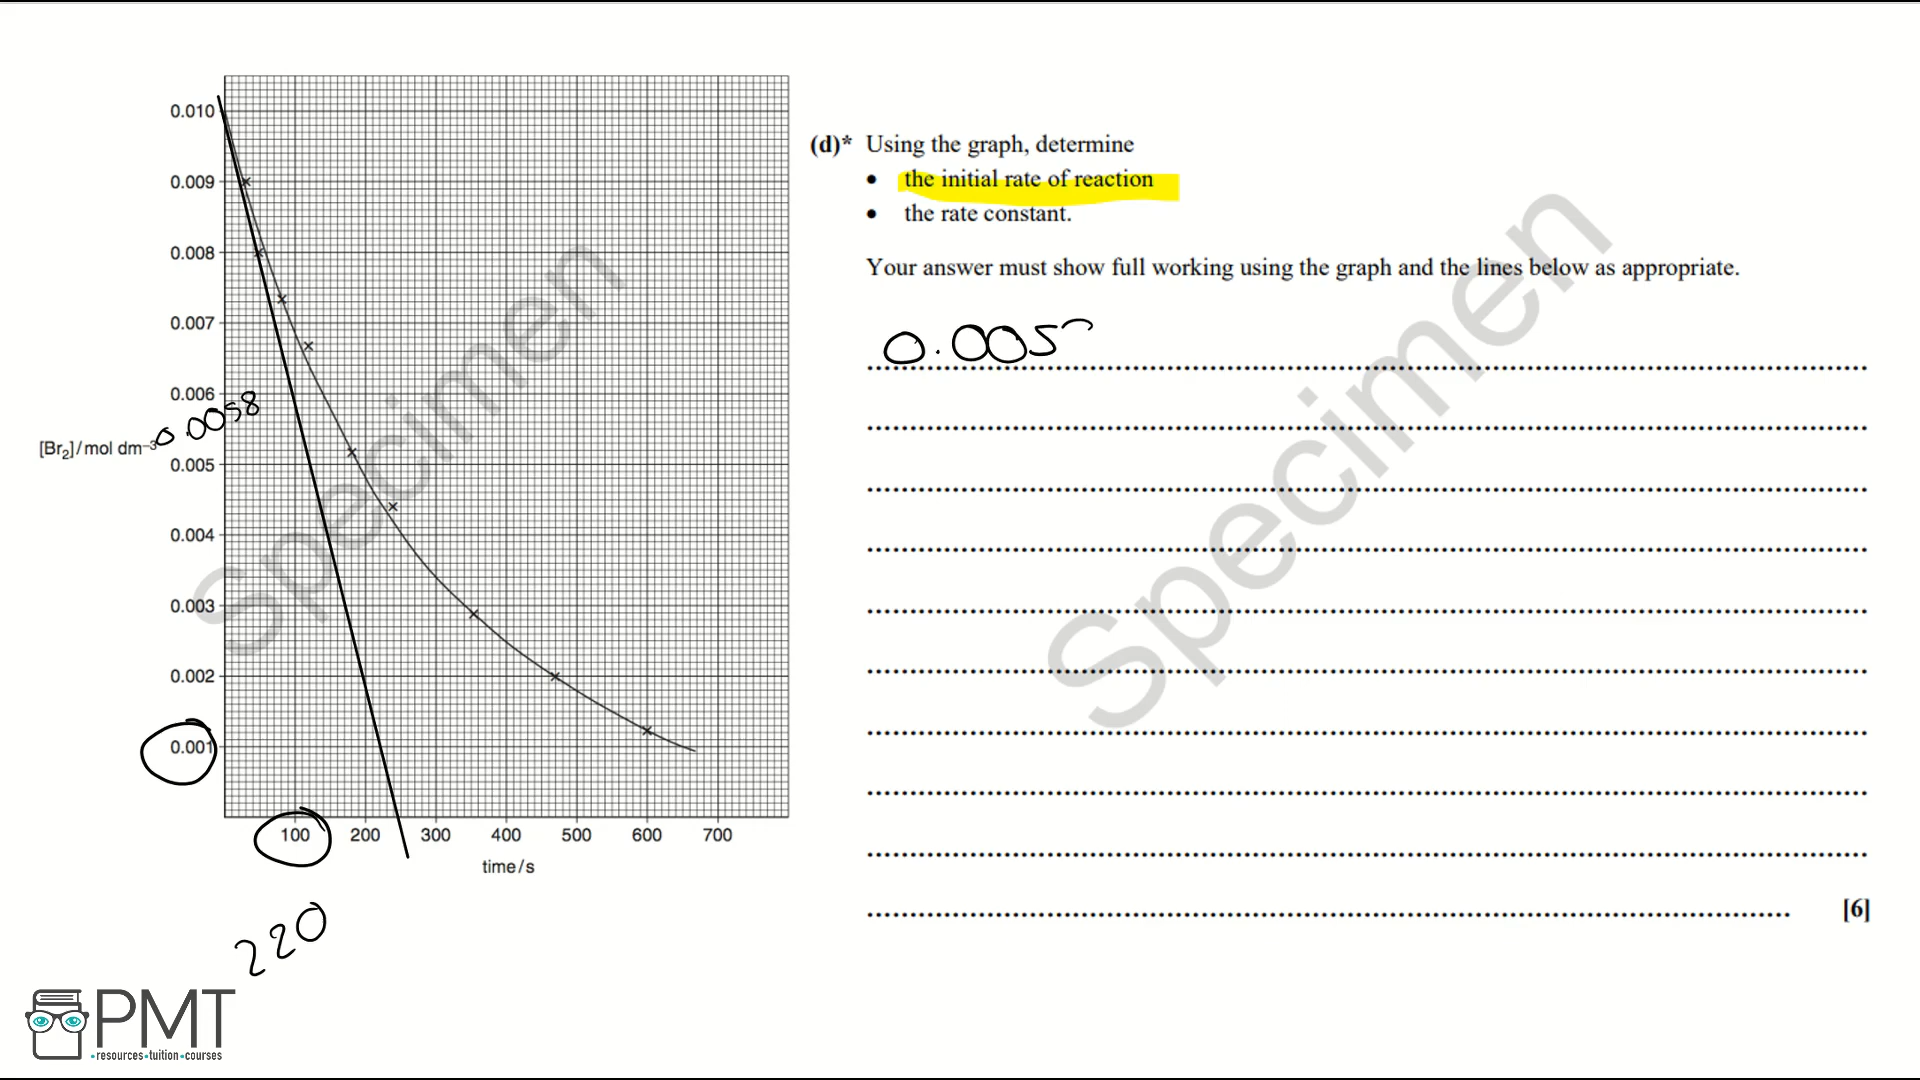 0.010
0.009
0.008
0.007
0.006
0.0058
[Br₂]/mol dm⁻³
0.005
0.004
0.003
0.002
0.001
100 200 300 400 500 600 700
time/s
220
Specimen
(d)* Using the graph, determine
• the initial rate of reaction
• the rate constant.
Your answer must show full working using the graph and the lines below as appropriate.
0.005
Specimen
[6]
PMT
•resources•tuition•courses